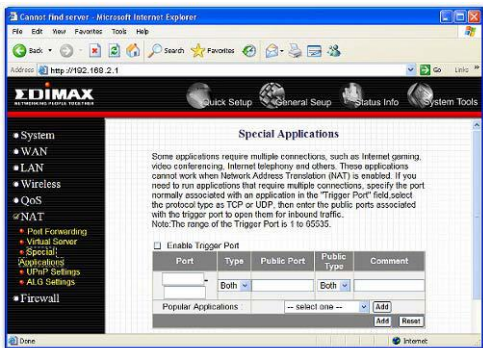 Cannot find server - Microsoft Internet Explorer
File Edit View Favorites Tools Help
Back Search Favorites
Address http://192.168.2.1 Go Links »
EDIMAX
NETWORKING PEOPLE TOGETHER
Quick Setup General Seup Status Info System Tools
System
WAN
LAN
Wireless
QoS
NAT
Port Forwarding
Virtual Server
Special
Applications
UPnP Settings
ALG Settings
Firewall
Special Applications
Some applications require multiple connections, such as Internet gaming,
video conferencing, Internet telephony and others. These applications
cannot work when Network Address Translation (NAT) is enabled. If you
need to run applications that require multiple connections, specify the port
normally associated with an application in the "Trigger Port" field,select
the protocol type as TCP or UDP, then enter the public ports associated
with the trigger port to open them for inbound traffic.
Note:The range of the Trigger Port is 1 to 65535.
Enable Trigger Port
Port Type Public Port Public Type Comment
- Both Both
Popular Applications : -- select one -- Add
Add Reset
Done Internet